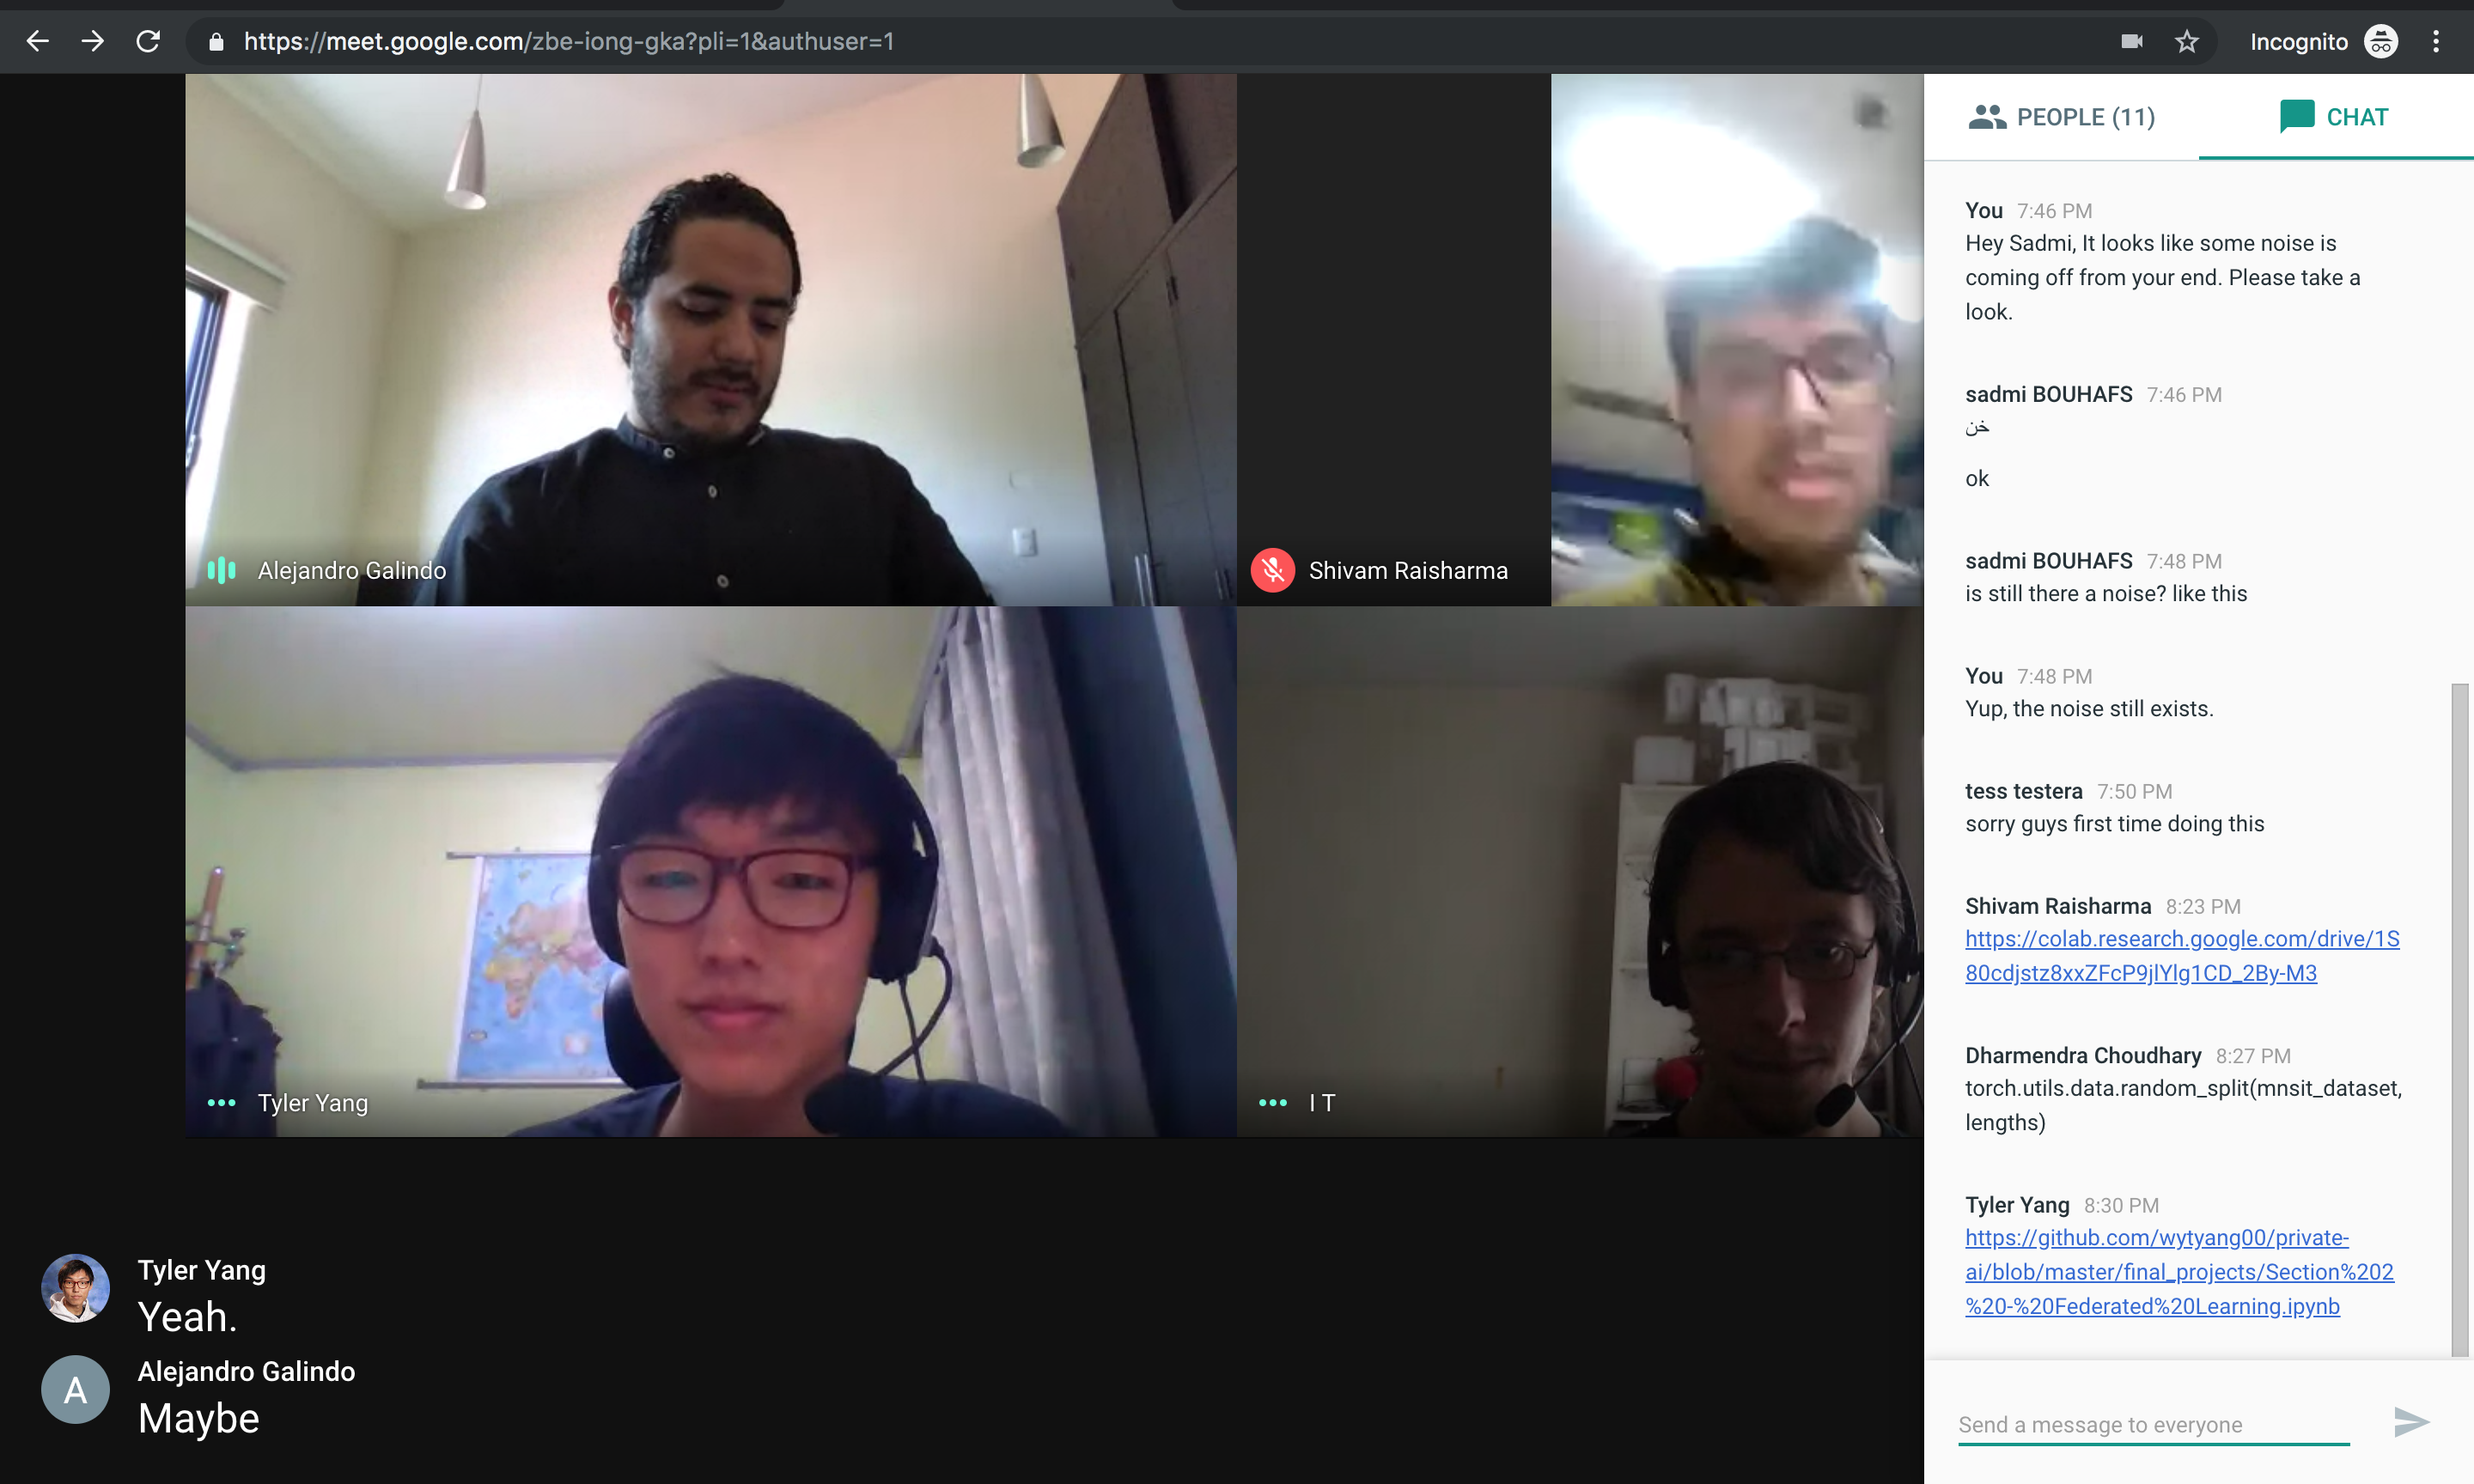 https://meet.google.com/zbe-iong-gka?pli=1&authuser=1
Incognito
Alejandro Galindo
Shivam Raisharma
Tyler Yang
I T
Tyler Yang
Yeah.
A
Alejandro Galindo
Maybe
PEOPLE (11)
CHAT
You 7:46 PM
Hey Sadmi, It looks like some noise is
coming off from your end. Please take a
look.
sadmi BOUHAFS 7:46 PM
خن
ok
sadmi BOUHAFS 7:48 PM
is still there a noise? like this
You 7:48 PM
Yup, the noise still exists.
tess testera 7:50 PM
sorry guys first time doing this
Shivam Raisharma 8:23 PM
https://colab.research.google.com/drive/1S
80cdjstz8xxZFcP9jlYlg1CD_2By-M3
Dharmendra Choudhary 8:27 PM
torch.utils.data.random_split(mnsit_dataset,
lengths)
Tyler Yang 8:30 PM
https://github.com/wytyang00/private-
ai/blob/master/final_projects/Section%202
%20-%20Federated%20Learning.ipynb
Send a message to everyone